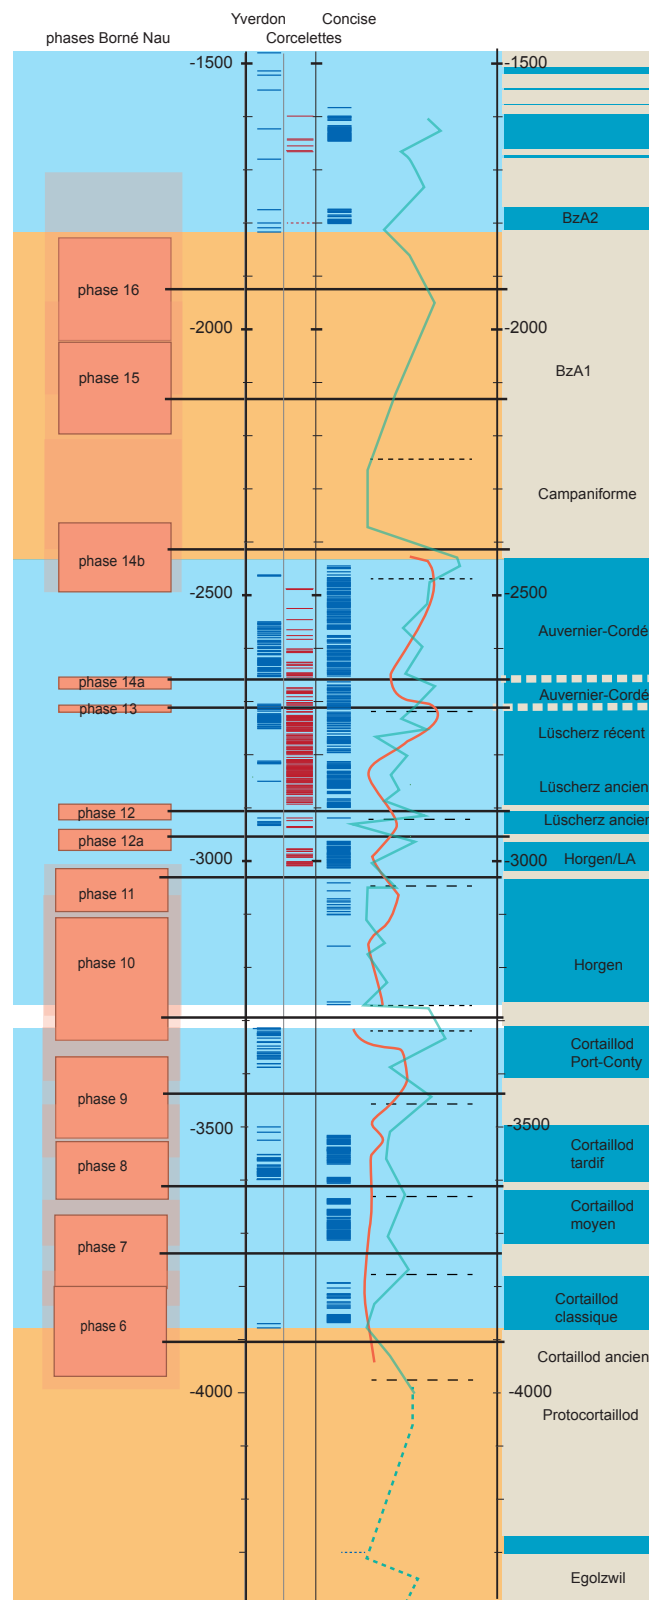 Yverdon Concise
phases Borné Nau
Corcelettes
-1500
-1500
BzA2
phase 16
-2000
BzA1
phase 15
Campaniforme
phase 14b
-2500
Auvernier-Cordé
phase 14a
Auvernier-Cordé
phase 13
Lüscherz récent
Lüscherz ancien
phase 12
Lüscherz ancien
phase 12a
-3000
-3000
Horgen/LA
phase 11
phase 10
Horgen
Cortaillod
Port-Conty
phase 9
-3500
-3500
Cortaillod
tardif
phase 8
Cortaillod
moyen
phase 7
Cortaillod
classique
phase 6
Cortaillod ancien
-4000
-4000
Protocortaillod
Egolzwil